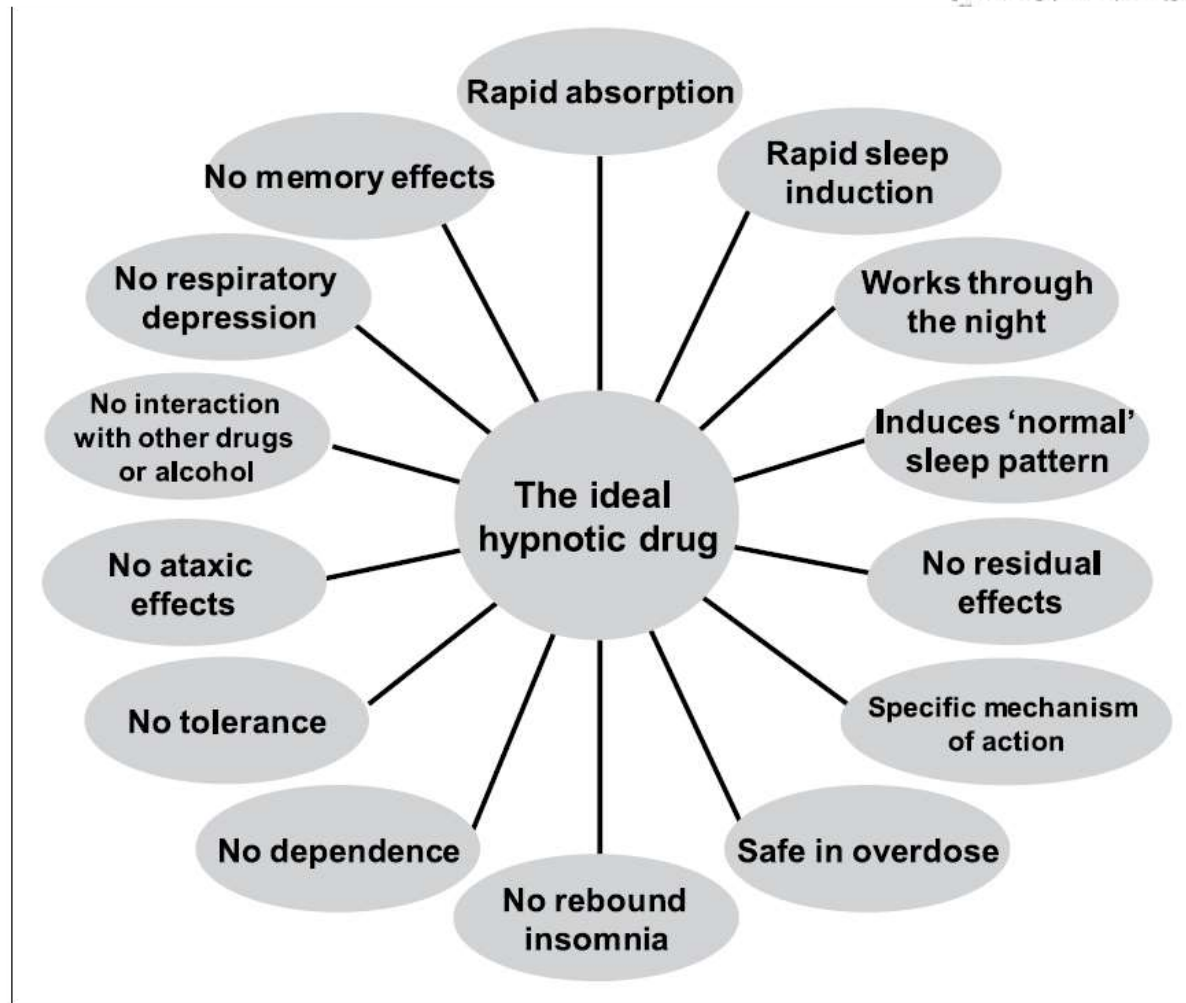 Rapid absorption
Rapid sleep
induction
Works through
the night
Induces ‘normal’
sleep pattern
No residual
effects
Specific mechanism
of action
Safe in overdose
No rebound
insomnia
No dependence
No tolerance
No ataxic
effects
No interaction
with other drugs
or alcohol
No respiratory
depression
No memory effects
The ideal
hypnotic drug